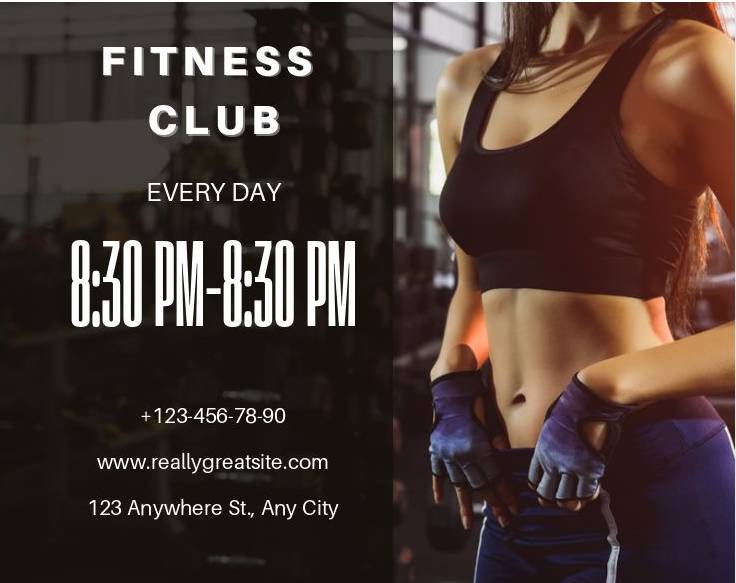 FITNESS
CLUB
EVERY DAY
8:30 PM-8:30 PM
+123-456-78-90
www.reallygreatsite.com
123 Anywhere St., Any City